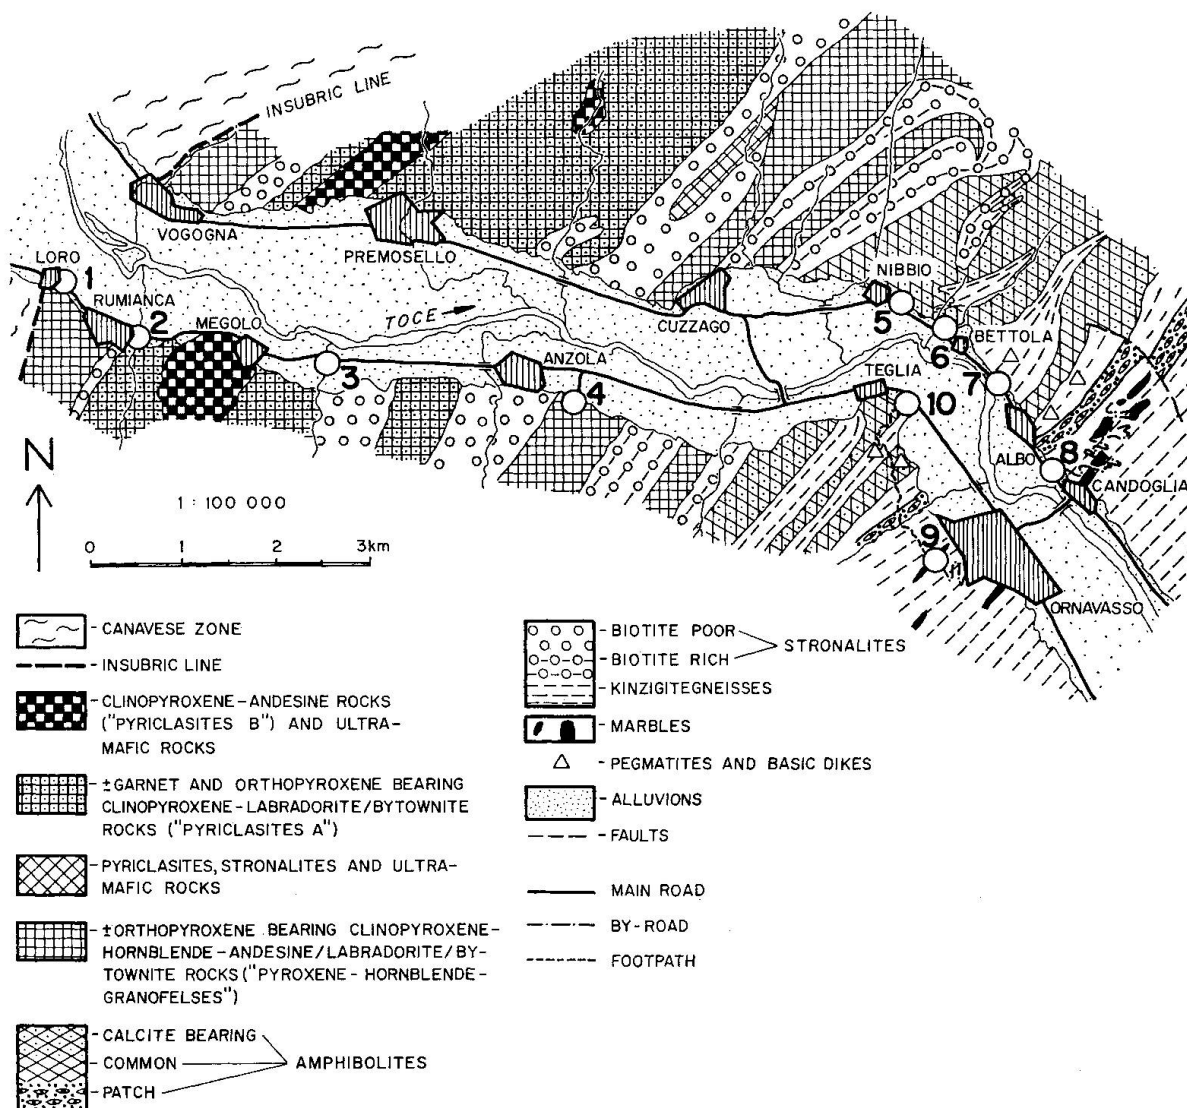 INSUBRIC LINE
VOGOGNA
PREMOSELLO
LORO
1
RUMIANCA
2
MEGOLO
TOCE
3
ANZOLA
4
CUZZAGO
NIBBIO
5
6
BETTOLA
7
TEGLIA
10
ALBO
8
CANDOGLIA
9
ORNAVASSO
N
1:100 000
0 1 2 3km
- CANAVESE ZONE
- INSUBRIC LINE
- CLINOPYROXENE-ANDESINE ROCKS
("PYRICLASITES B") AND ULTRA-
MAFIC ROCKS
- ±GARNET AND ORTHOPYROXENE BEARING
CLINOPYROXENE-LABRADORITE/BYTOWNITE
ROCKS ("PYRICLASITES A")
- PYRICLASITES, STRONALITES AND ULTRA-
MAFIC ROCKS
- ±ORTHOPYROXENE BEARING CLINOPYROXENE-
HORNBLENDE-ANDESINE/LABRADORITE/BY-
TOWNITE ROCKS ("PYROXENE-HORNBLENDE-
GRANOFELSES")
- CALCITE BEARING
- COMMON
- PATCH
AMPHIBOLITES
- BIOTITE POOR
- BIOTITE RICH
STRONALITES
- KINZIGITEGNEISSES
- MARBLES
- PEGMATITES AND BASIC DIKES
- ALLUVIONS
- FAULTS
- MAIN ROAD
- BY-ROAD
- FOOTPATH